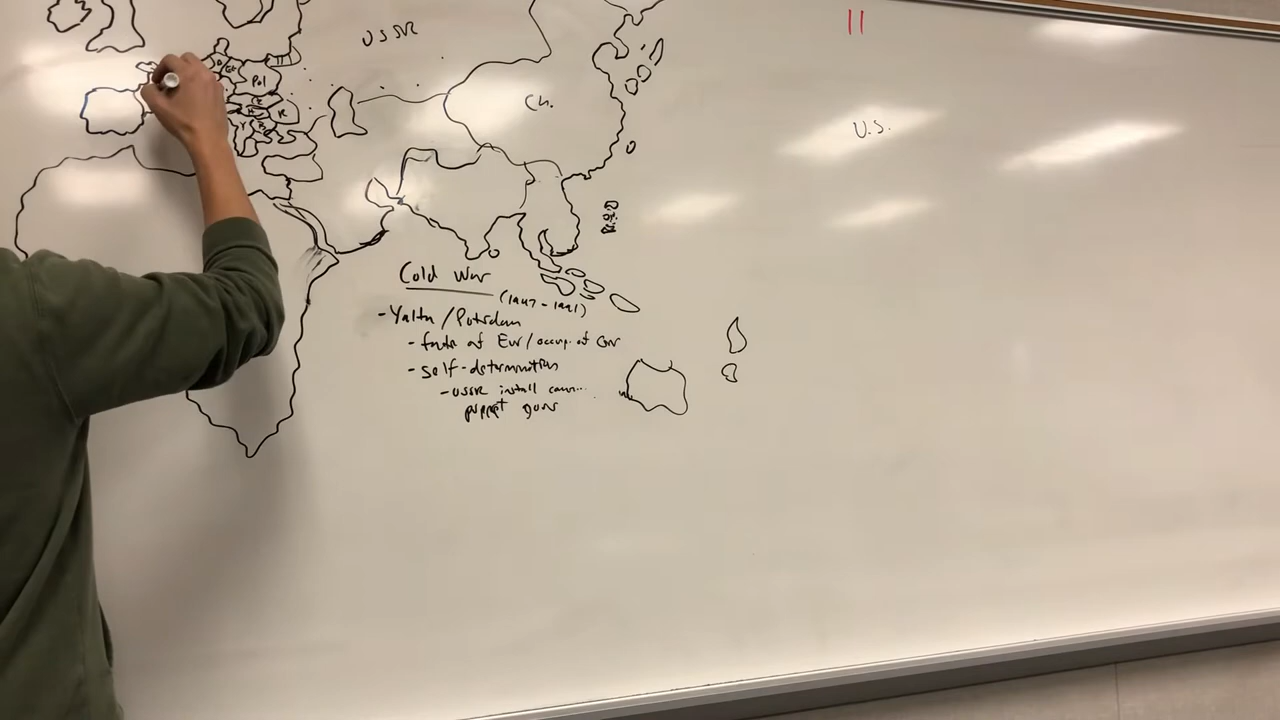 USSR
Pol
Ch.
U.S.
Cold War
(1947-1991)
- Yalta/Potsdam
- fate of Eur/occup. of Ger
- self-determination
- USSR install comm...
puppet govs